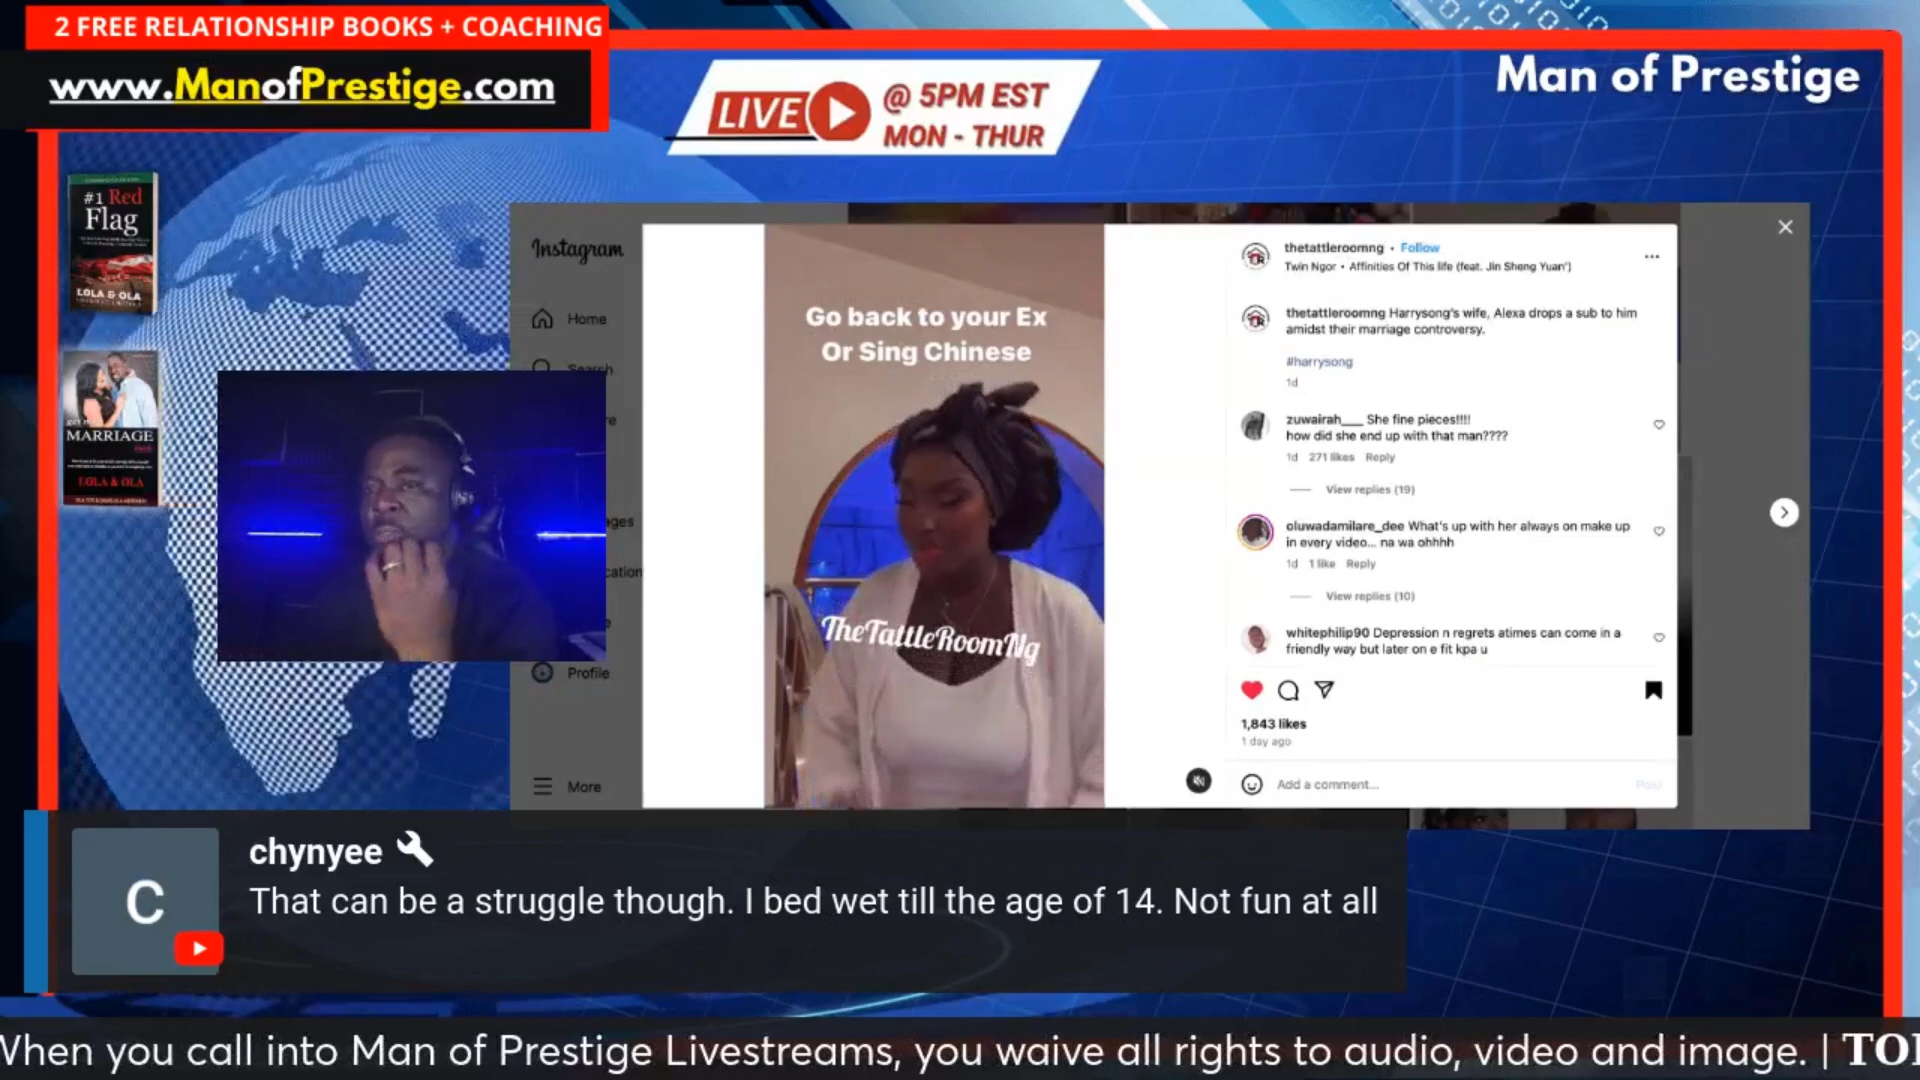 2 FREE RELATIONSHIP BOOKS + COACHING
www.ManofPrestige.com
LIVE
@ 5PM EST
MON - THUR
Man of Prestige
#1 Red
Flag
LOLA & OLA
MARRIAGE
LOLA & OLA
Instagram
Home
Search
Profile
More
Go back to your Ex
Or Sing Chinese
TheTattleRoomNg
thetattleroomng • Follow
Twin Ngor • Affinities Of This life (feat. Jin Sheng Yuan')
thetattleroomng Harrysong's wife, Alexa drops a sub to him
amidst their marriage controversy.
#harrysong
1d
zuwairah___ She fine pieces!!!!
how did she end up with that man????
1d 271 likes Reply
View replies (19)
oluwadamilare_dee What's up with her always on make up
in every video... na wa ohhhh
1d 1 like Reply
View replies (10)
whitephilip90 Depression n regrets atimes can come in a
friendly way but later on e fit kpa u
1,843 likes
1 day ago
Add a comment...
Post
C
chynyee
That can be a struggle though. I bed wet till the age of 14. Not fun at all
When you call into Man of Prestige Livestreams, you waive all rights to audio, video and image. | TO